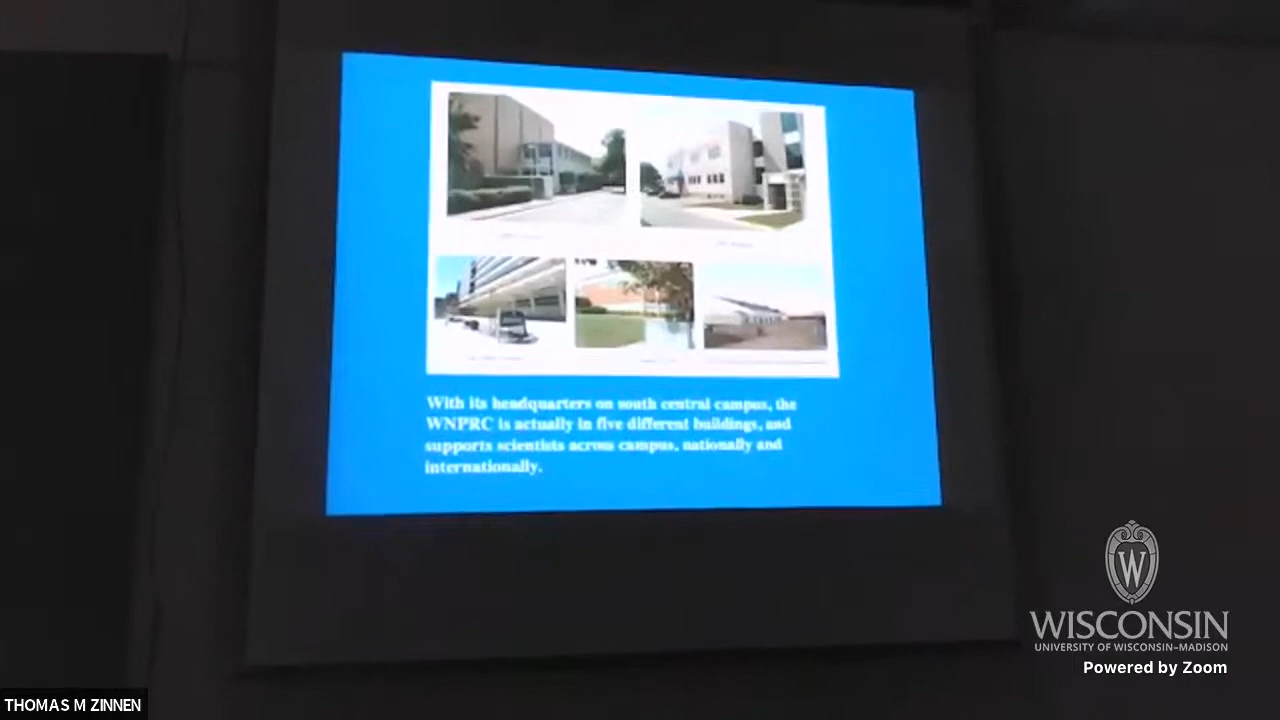 With its headquarters on south central campus, the
WNPRC is actually in five different buildings, and
supports scientists across campus, nationally and
internationally.
W
WISCONSIN
UNIVERSITY OF WISCONSIN–MADISON
Powered by Zoom
THOMAS M ZINNEN